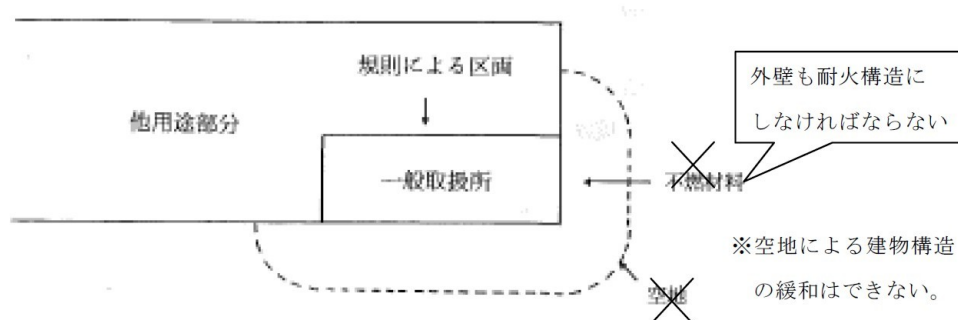 規則による区画
外壁も耐火構造に
しなければならない
他用途部分
一般取扱所
不燃材料
※空地による建物構造
の緩和はできない。
空地